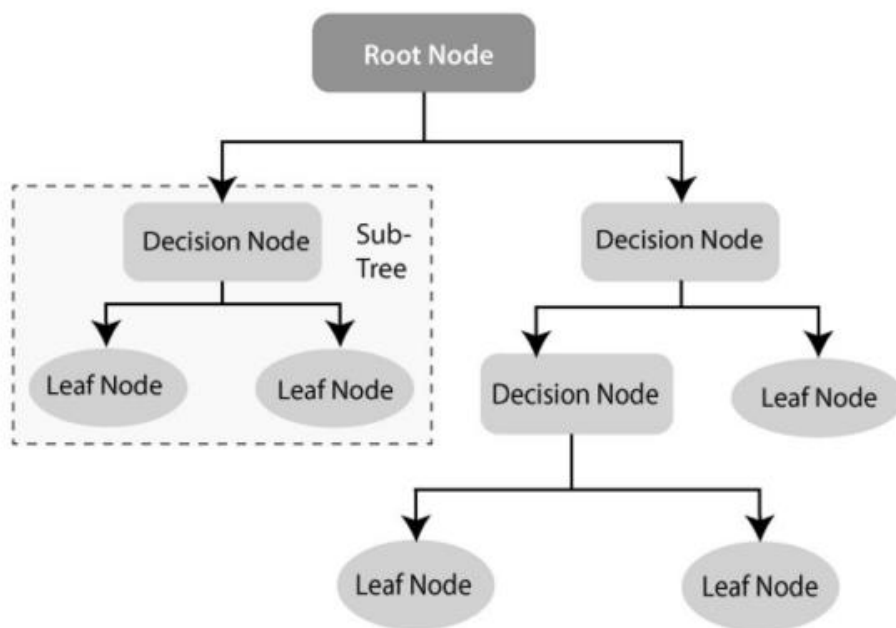 Root Node
Decision Node
Sub-
Tree
Decision Node
Leaf Node
Leaf Node
Decision Node
Leaf Node
Leaf Node
Leaf Node